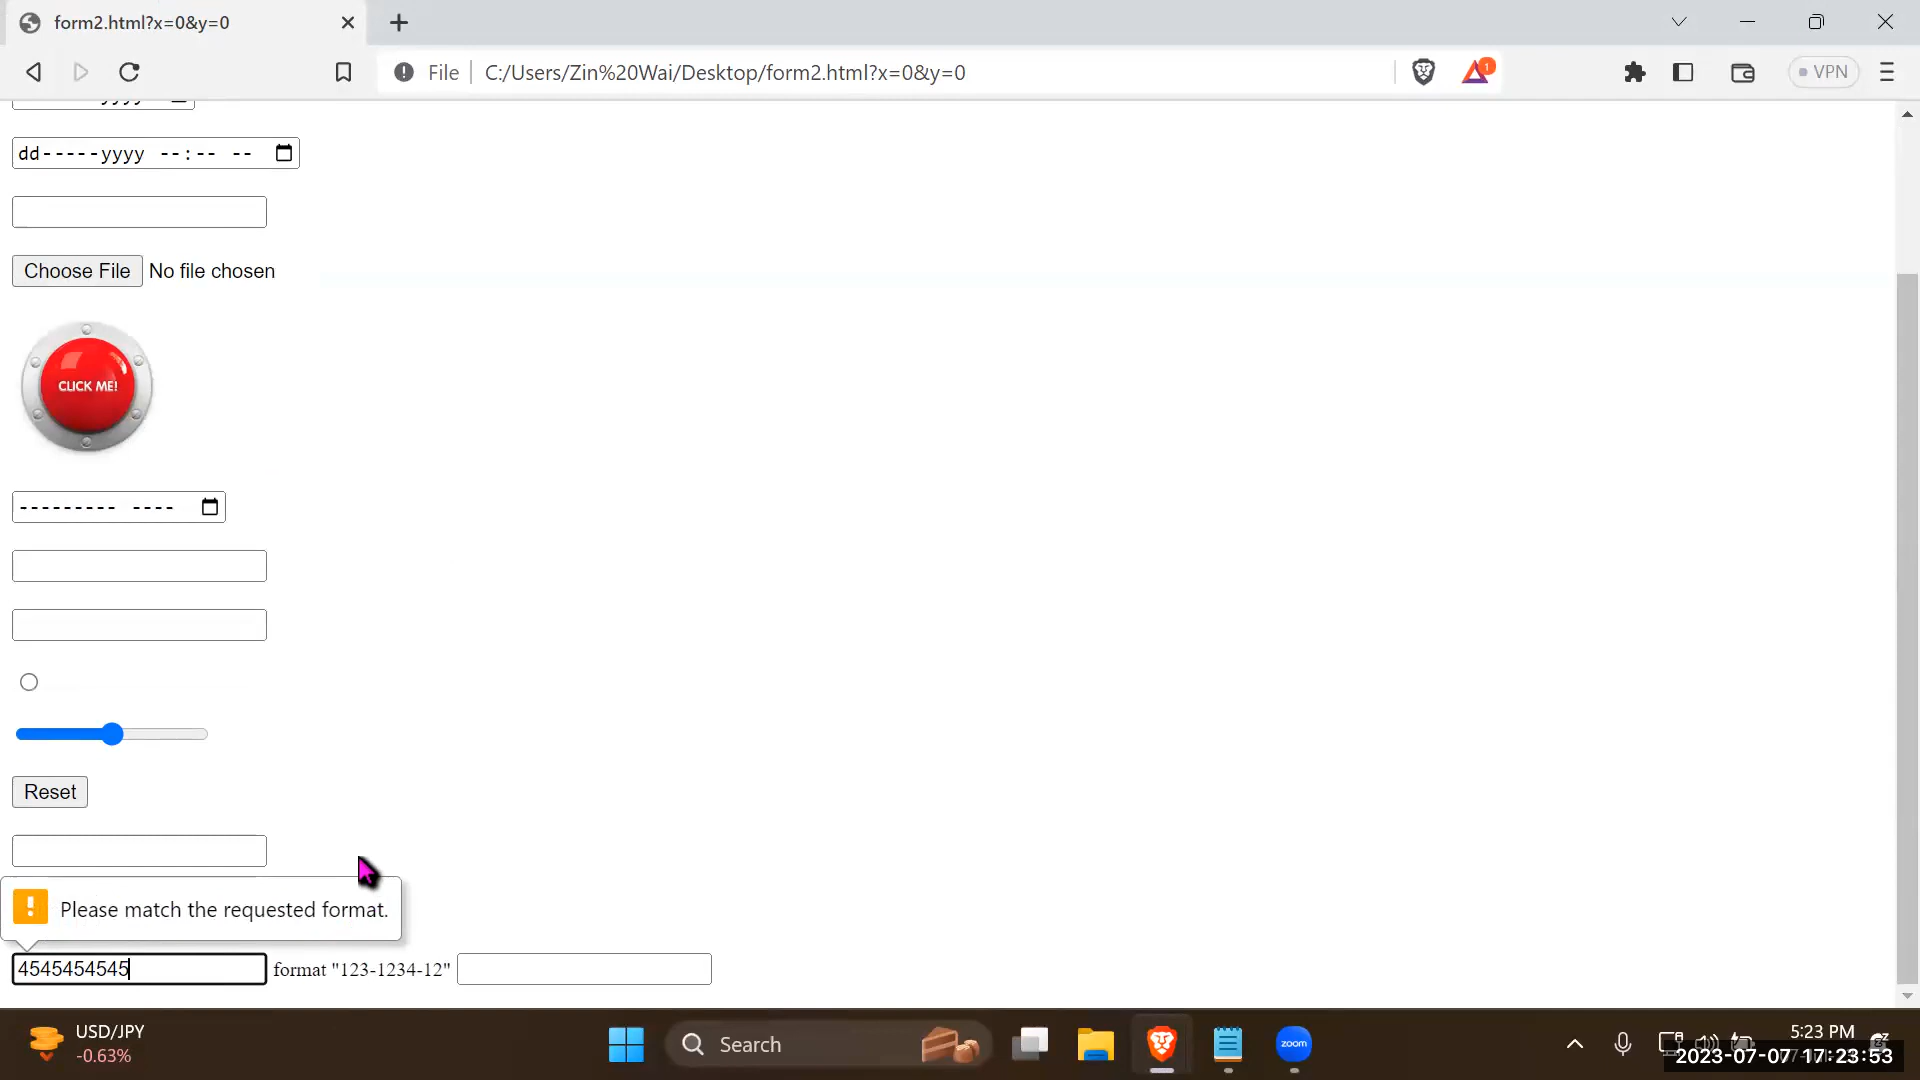 form2.html?x=0&y=0
File
C:/Users/Zin%20Wai/Desktop/form2.html?x=0&y=0
1
VPN
dd-----yyyy --:-- --
Choose File No file chosen
CLICK ME!
--------- ----
Reset
Please match the requested format.
4545454545 format "123-1234-12"
USD/JPY
-0.63%
Search
zoom
5:23 PM
2023-07-07 17:23:53